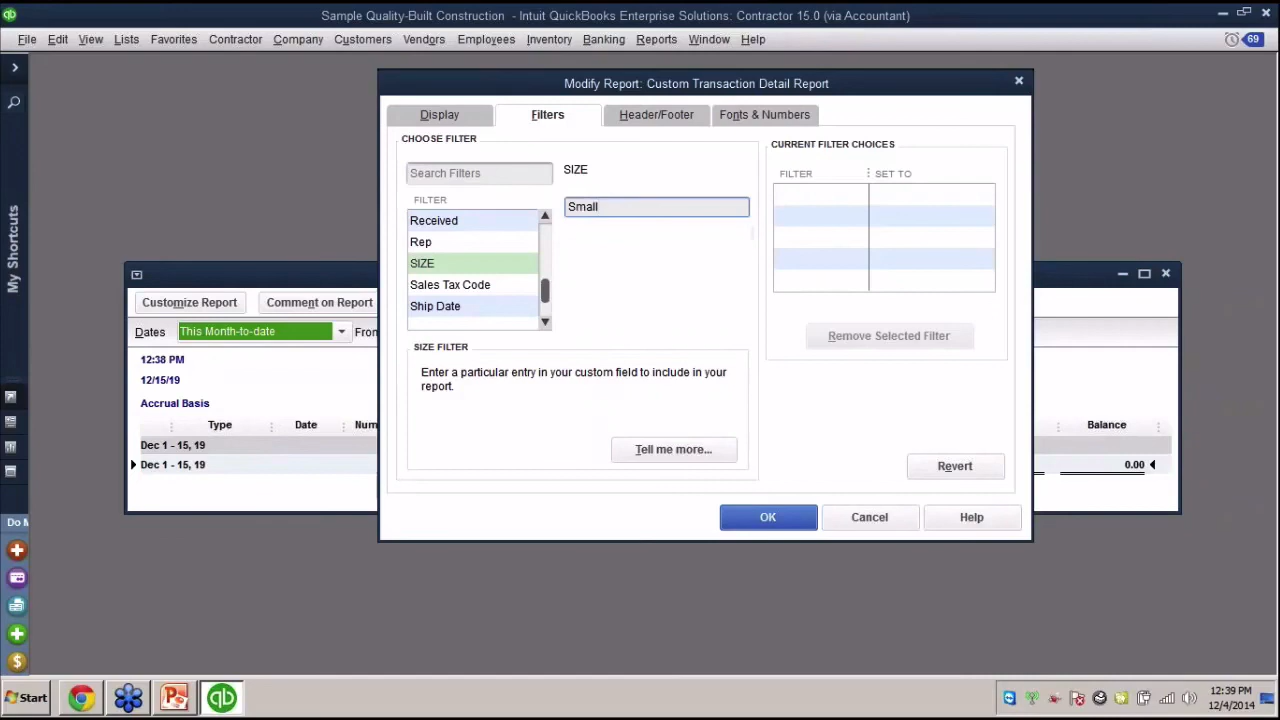 Sample Quality-Built Construction - Intuit QuickBooks Enterprise Solutions: Contractor 15.0 (via Accountant)
File Edit View Lists Favorites Contractor Company Customers Vendors Employees Inventory Banking Reports Window Help 69
Modify Report: Custom Transaction Detail Report
Display Filters Header/Footer Fonts & Numbers
CHOOSE FILTER
CURRENT FILTER CHOICES
Search Filters
SIZE
FILTER SET TO
FILTER
Small
Received
Rep
SIZE
Sales Tax Code
Ship Date
Remove Selected Filter
SIZE FILTER
Enter a particular entry in your custom field to include in your
report.
Tell me more...
Revert
OK Cancel Help
My Shortcuts
Do M
Customize Report Comment on Report
Dates This Month-to-date From
12:38 PM
12/15/19
Accrual Basis
Type Date Num Balance
Dec 1 - 15, 19
Dec 1 - 15, 19 0.00
Start
12:39 PM
12/4/2014